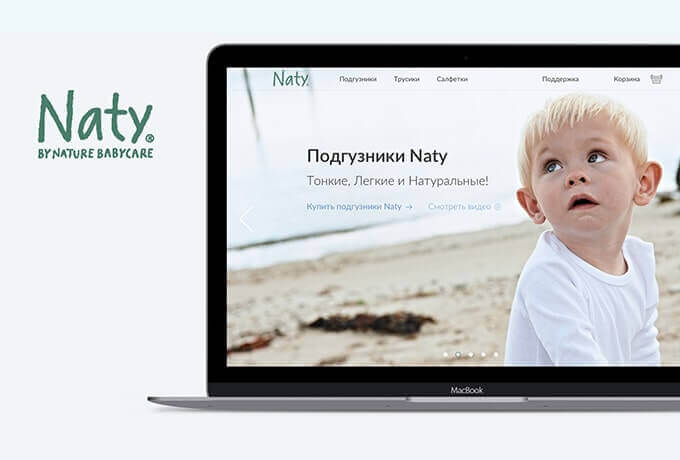 Naty®
BY NATURE BABYCARE
Naty
Подгузники Трусики Салфетки Поддержка Корзина
Подгузники Naty
Тонкие, Легкие и Натуральные!
Купить подгузники Naty → Смотреть видео
MacBook